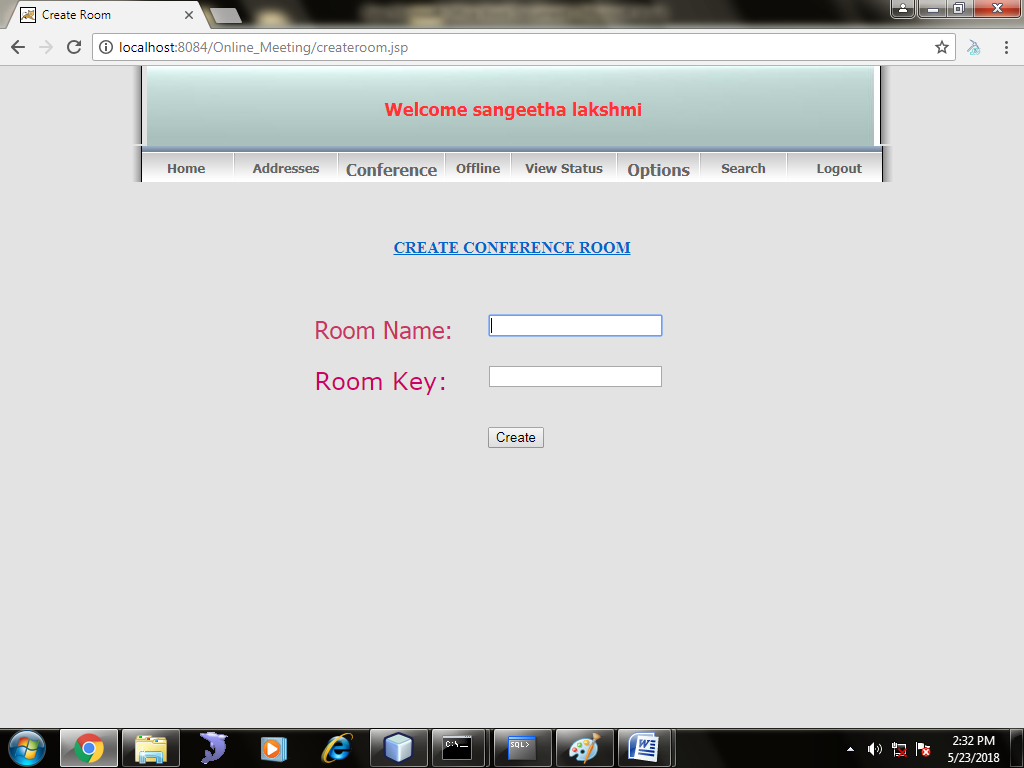 Create Room
localhost:8084/Online_Meeting/createroom.jsp
Welcome sangeetha lakshmi
Home Addresses Conference Offline View Status Options Search Logout
CREATE CONFERENCE ROOM
Room Name:
Room Key:
Create
C:\._
SQL>
2:32 PM
5/23/2018